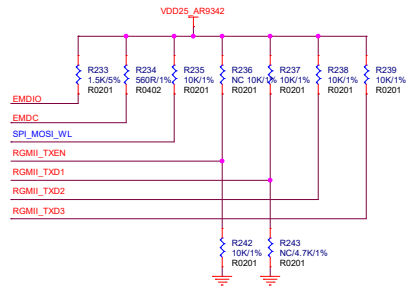 VDD25_AR9342
R233
1.5K/5%
R0201
R234
560R/1%
R0402
R235
10K/1%
R0201
R236
NC 10K/1%
R0201
R237
10K/1%
R0201
R238
10K/1%
R0201
R239
10K/1%
R0201
EMDIO
EMDC
SPI_MOSI_WL
RGMII_TXEN
RGMII_TXD1
RGMII_TXD2
RGMII_TXD3
R242
10K/1%
R0201
R243
NC/4.7K/1%
R0201